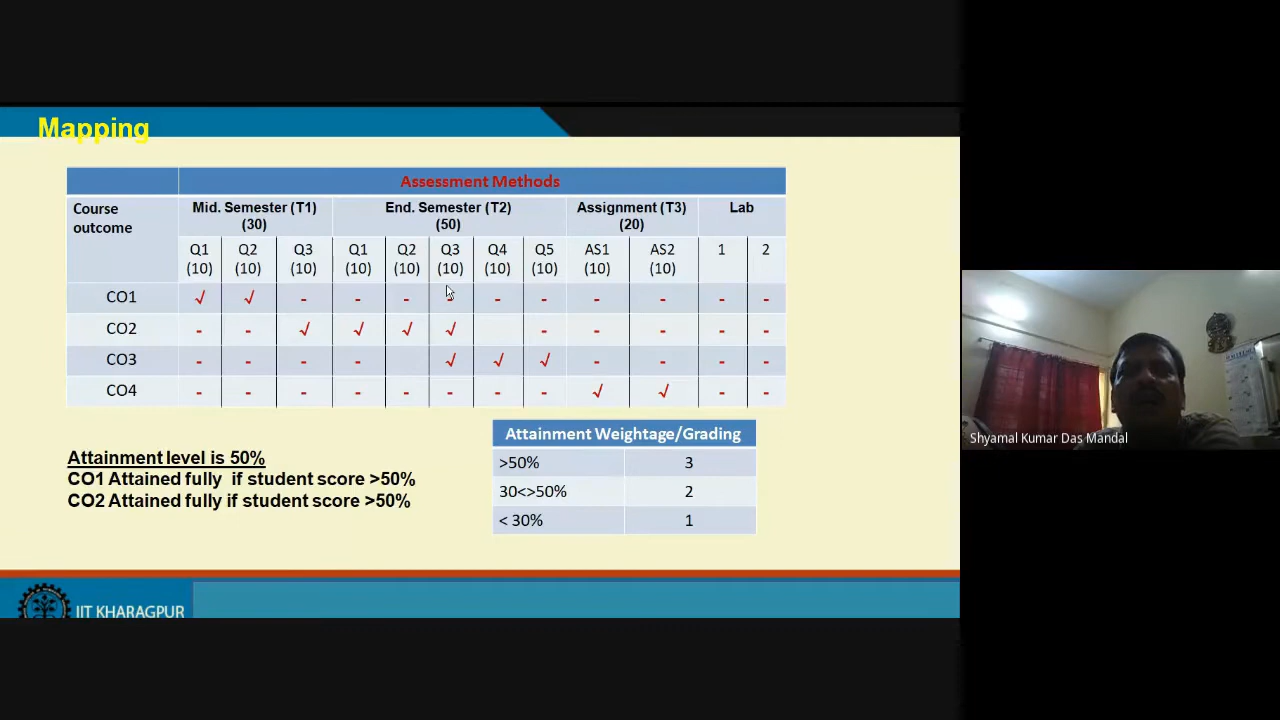 Mapping
Assessment Methods
Course outcome Mid. Semester (T1) (30) End. Semester (T2) (50) Assignment (T3) (20) Lab
Q1 (10) Q2 (10) Q3 (10) Q1 (10) Q2 (10) Q3 (10) Q4 (10) Q5 (10) AS1 (10) AS2 (10) 1 2
CO1 √ √ - - - - - - - - - -
CO2 - - √ √ √ √ - - - - -
CO3 - - - - √ √ √ - - - -
CO4 - - - - - - - - √ √ - -
Attainment level is 50%
CO1 Attained fully if student score >50%
CO2 Attained fully if student score >50%
Attainment Weightage/Grading
>50% 3
30<>50% 2
< 30% 1
IIT KHARAGPUR
Shyamal Kumar Das Mandal